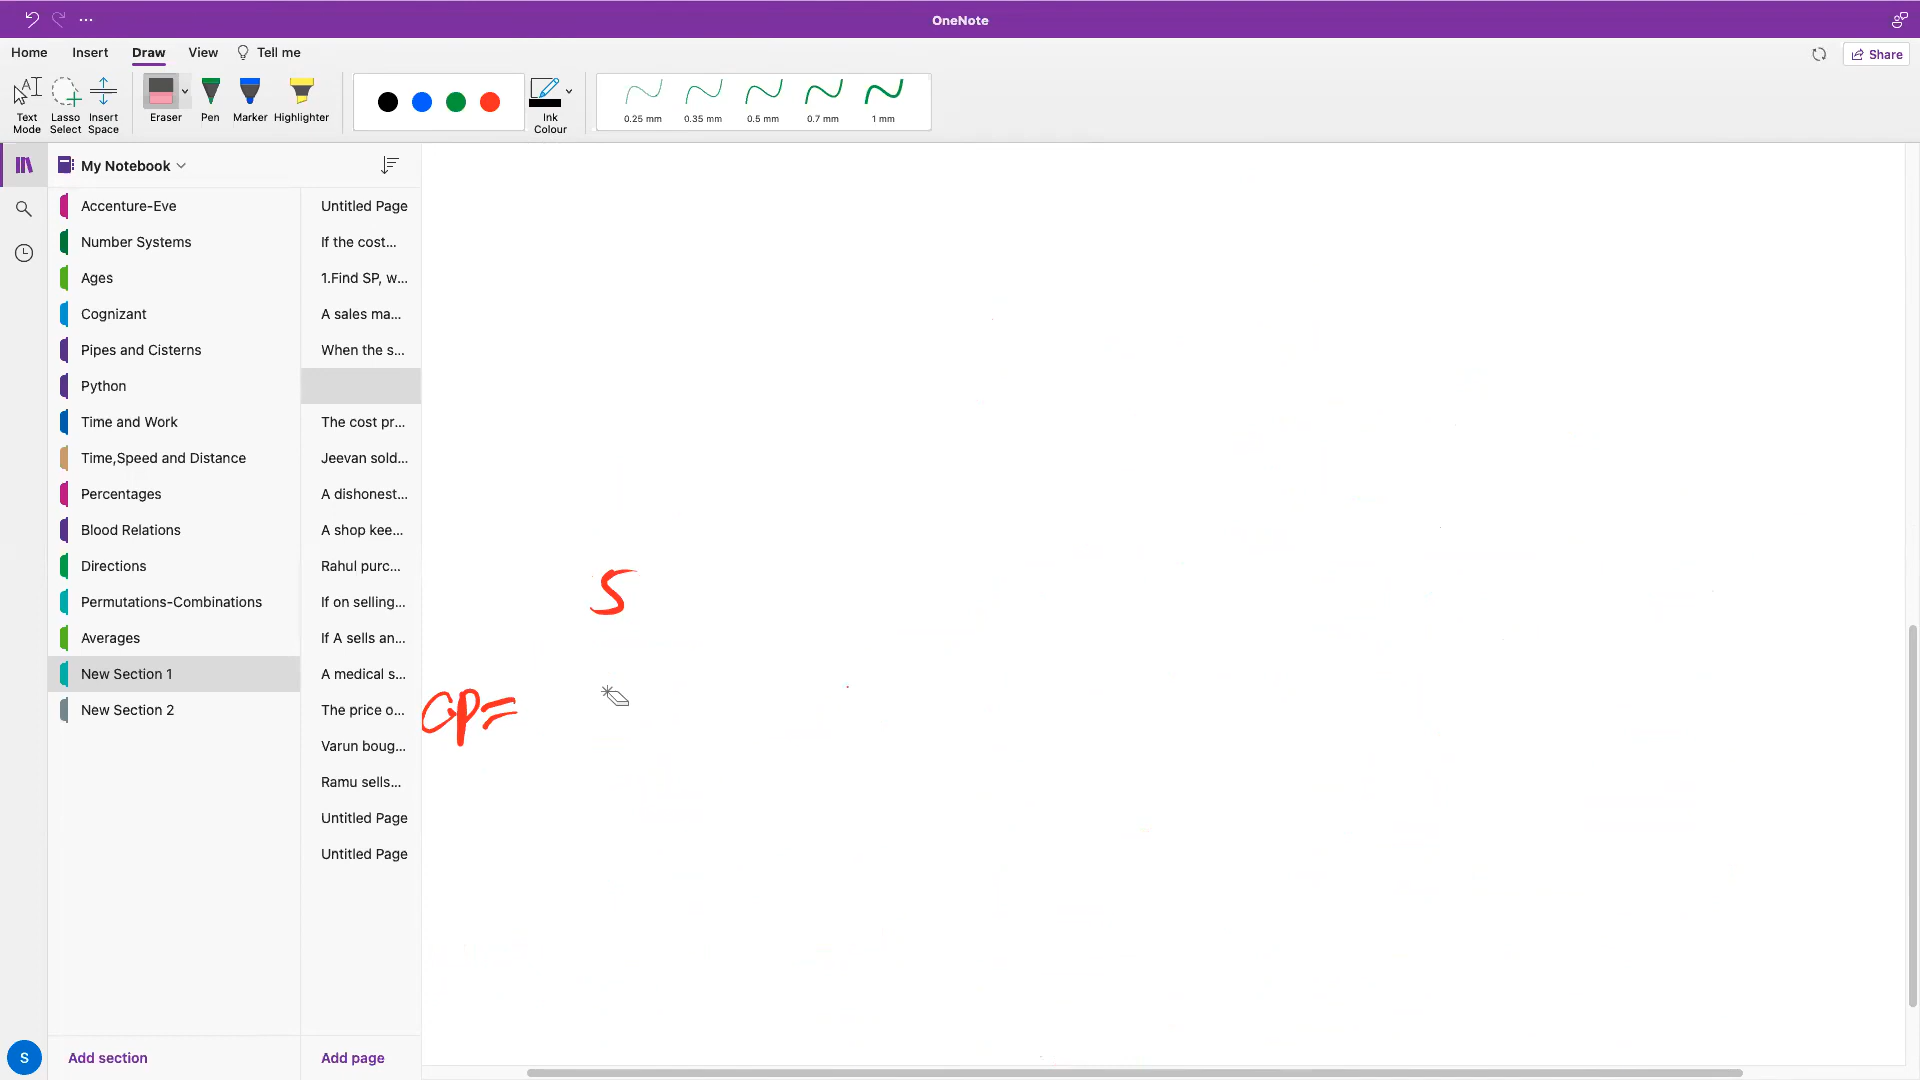 OneNote
Home Insert Draw View Tell me
Share
Text Mode
Lasso Select
Insert Space
Eraser
Pen
Marker
Highlighter
Ink Colour
0.25 mm
0.35 mm
0.5 mm
0.7 mm
1 mm
My Notebook
Accenture-Eve
Number Systems
Ages
Cognizant
Pipes and Cisterns
Python
Time and Work
Time,Speed and Distance
Percentages
Blood Relations
Directions
Permutations-Combinations
Averages
New Section 1
New Section 2
Add section
Untitled Page
If the cost...
1.Find SP, w...
A sales ma...
When the s...
The cost pr...
Jeevan sold...
A dishonest...
A shop kee...
Rahul purc...
If on selling...
If A sells an...
A medical s...
The price o...
Varun boug...
Ramu sells...
Untitled Page
Untitled Page
Add page
S
CP=
S